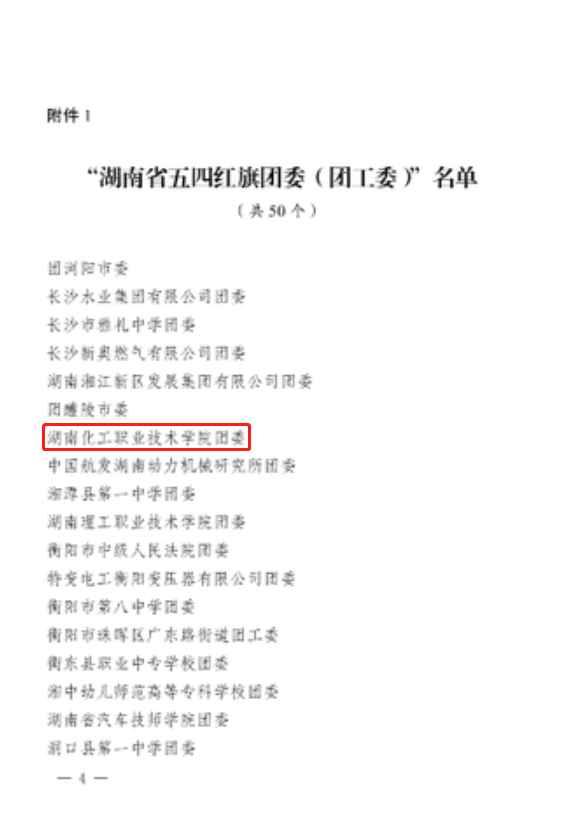 附件 1
“湖南省五四红旗团委（团工委）”名单
（共 50 个）
团浏阳市委
长沙水业集团有限公司团委
长沙市雅礼中学团委
长沙新奥燃气有限公司团委
湖南湘江新区发展集团有限公司团委
团醴陵市委
湖南化工职业技术学院团委
中国航发湖南动力机械研究所团委
湘潭县第一中学团委
湖南理工职业技术学院团委
衡阳市中级人民法院团委
特变电工衡阳变压器有限公司团委
衡阳市第八中学团委
衡阳市珠晖区广东路街道团工委
衡东县职业中专学校团委
湘中幼儿师范高等专科学校团委
湖南省汽车技师学院团委
洞口县第一中学团委
— 4 —